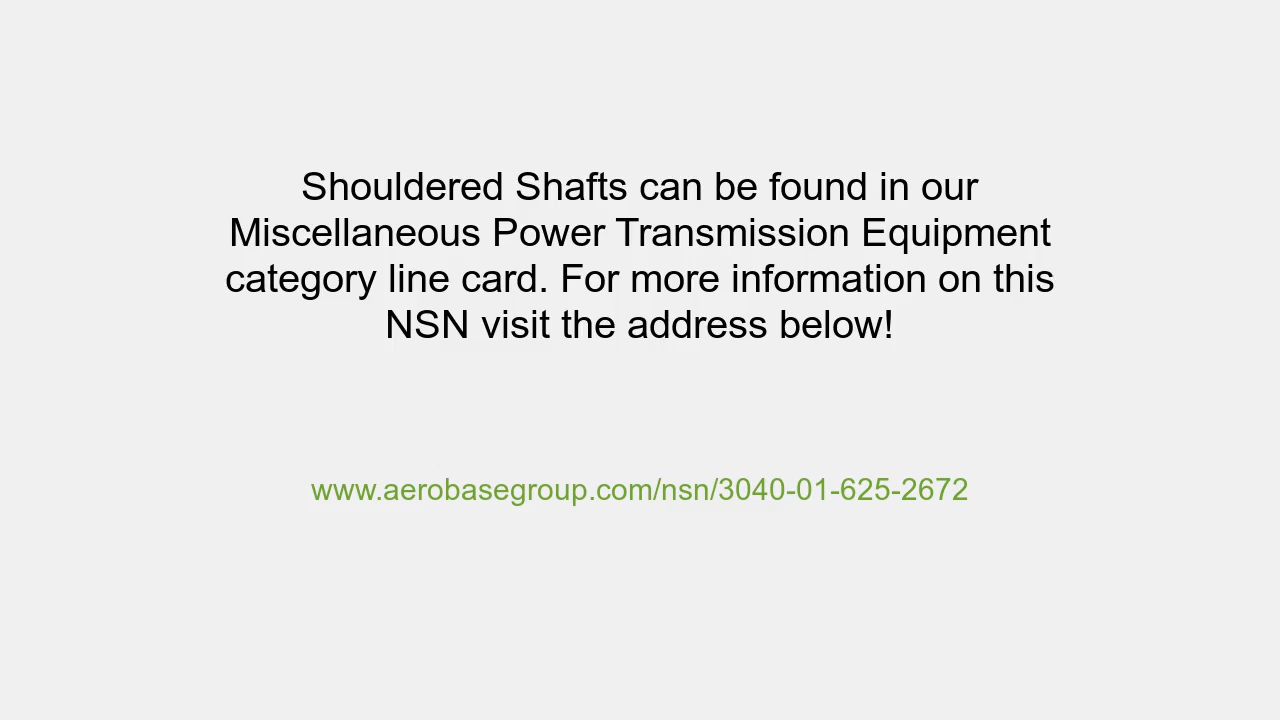 Shouldered Shafts can be found in our
Miscellaneous Power Transmission Equipment
category line card. For more information on this
NSN visit the address below!
www.aerobasegroup.com/nsn/3040-01-625-2672